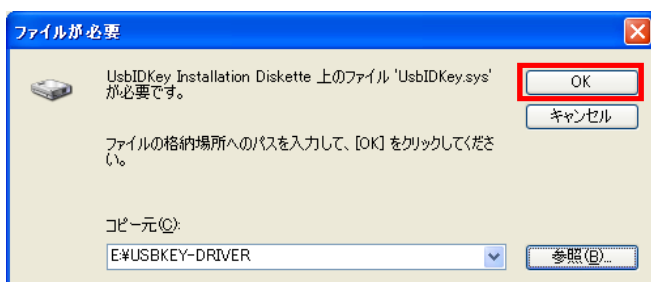 ファイルが必要
UsbIDKey Installation Diskette 上のファイル 'UsbIDKey.sys'
が必要です。
OK
キャンセル
ファイルの格納場所へのパスを入力して、[OK] をクリックしてくださ
い。
コピー元(C):
E:¥USBKEY-DRIVER
参照(B)...